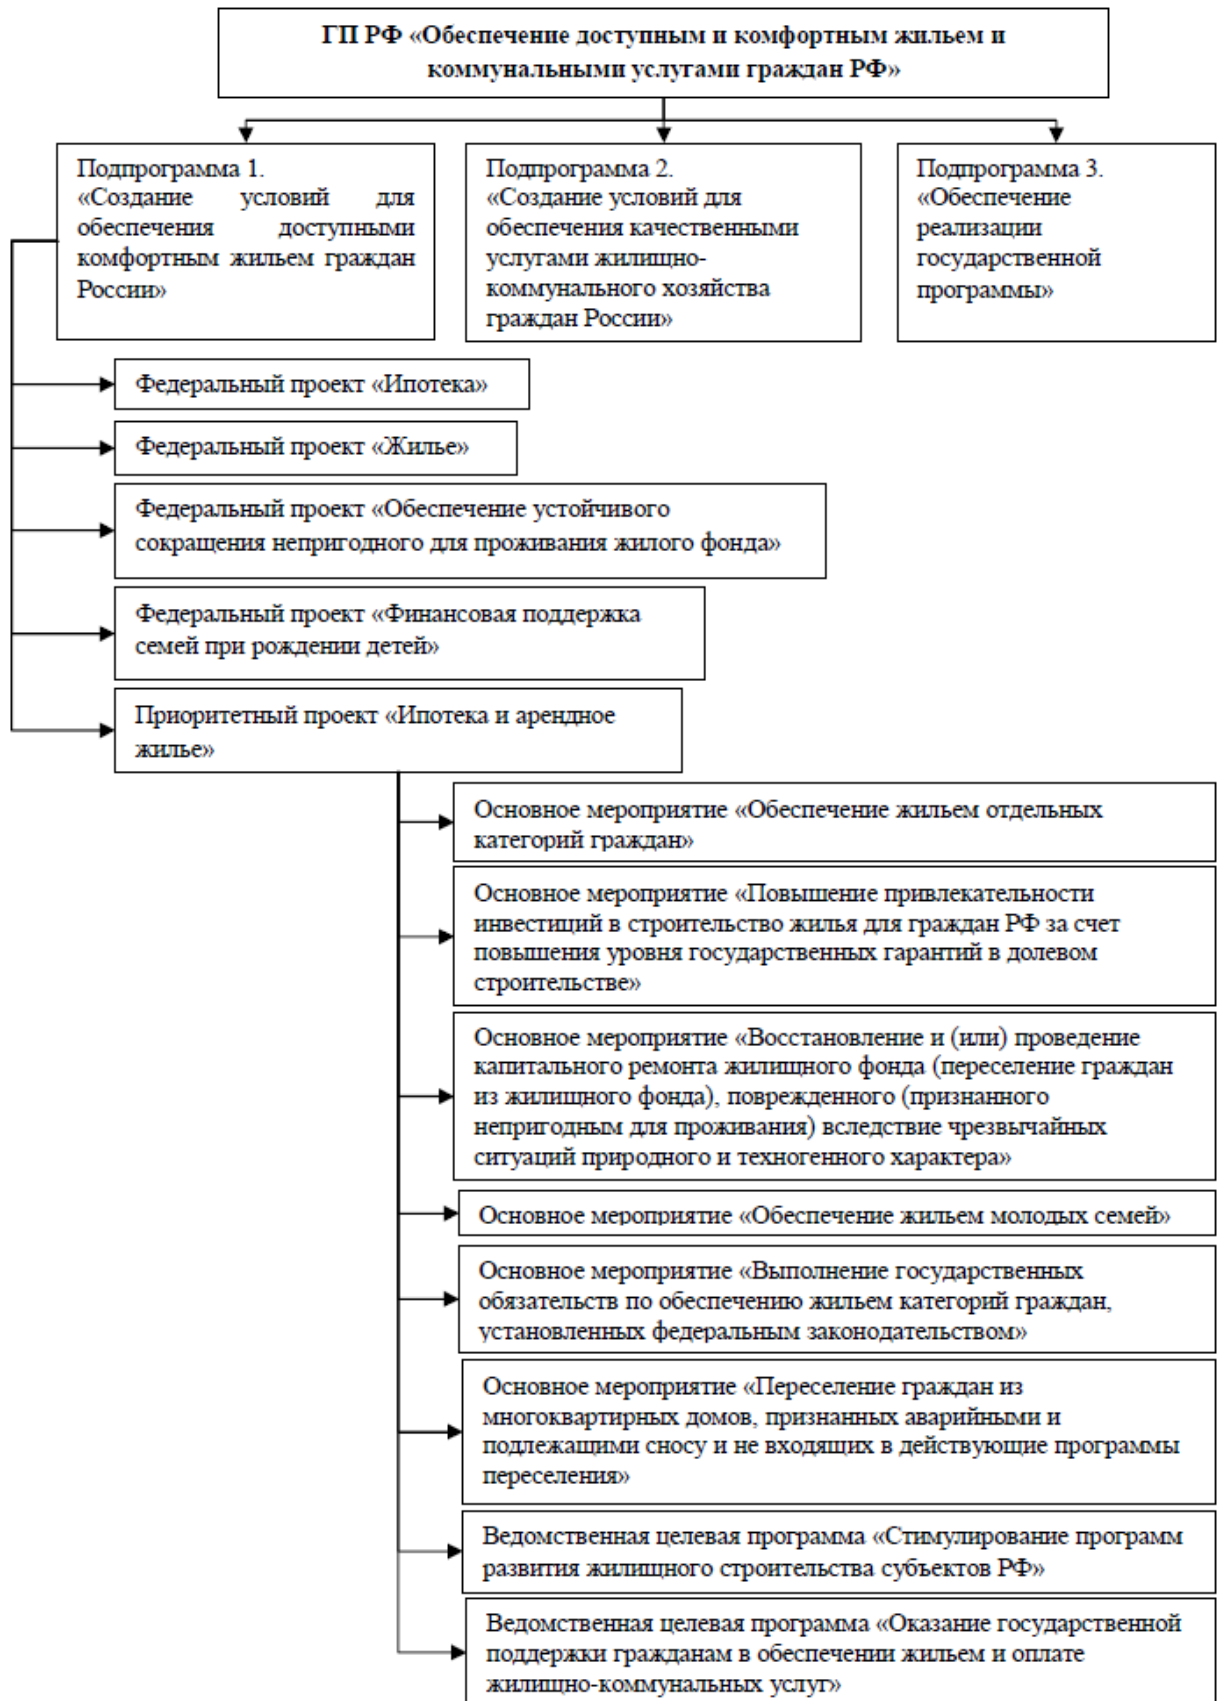 ГП РФ «Обеспечение доступным и комфортным жильем и
коммунальными услугами граждан РФ»
Подпрограмма 1.
«Создание условий для
обеспечения доступными
комфортным жильем граждан
России»
Подпрограмма 2.
«Создание условий для
обеспечения качественными
услугами жилищно-
коммунального хозяйства
граждан России»
Подпрограмма 3.
«Обеспечение
реализации
государственной
программы»
Федеральный проект «Ипотека»
Федеральный проект «Жилье»
Федеральный проект «Обеспечение устойчивого
сокращения непригодного для проживания жилого фонда»
Федеральный проект «Финансовая поддержка
семей при рождении детей»
Приоритетный проект «Ипотека и арендное
жилье»
Основное мероприятие «Обеспечение жильем отдельных
категорий граждан»
Основное мероприятие «Повышение привлекательности
инвестиций в строительство жилья для граждан РФ за счет
повышения уровня государственных гарантий в долевом
строительстве»
Основное мероприятие «Восстановление и (или) проведение
капитального ремонта жилищного фонда (переселение граждан
из жилищного фонда), поврежденного (признанного
непригодным для проживания) вследствие чрезвычайных
ситуаций природного и техногенного характера»
Основное мероприятие «Обеспечение жильем молодых семей»
Основное мероприятие «Выполнение государственных
обязательств по обеспечению жильем категорий граждан,
установленных федеральным законодательством»
Основное мероприятие «Переселение граждан из
многоквартирных домов, признанных аварийными и
подлежащими сносу и не входящих в действующие программы
переселения»
Ведомственная целевая программа «Стимулирование программ
развития жилищного строительства субъектов РФ»
Ведомственная целевая программа «Оказание государственной
поддержки гражданам в обеспечении жильем и оплате
жилищно-коммунальных услуг»